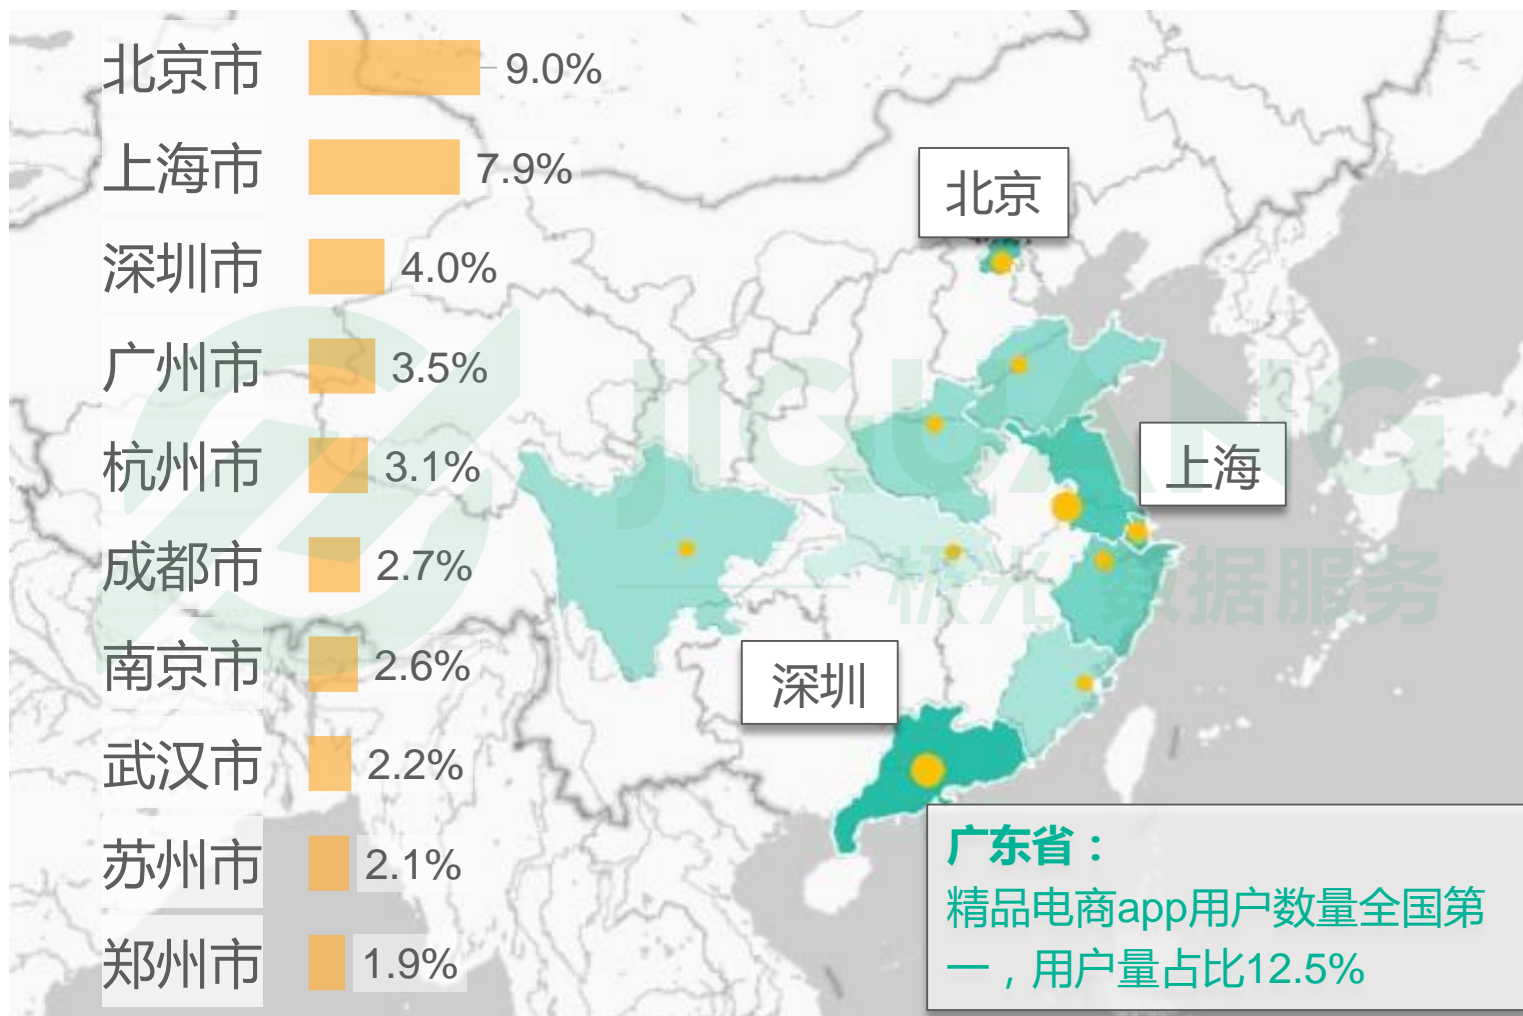 北京市 9.0%
上海市 7.9%
深圳市 4.0%
广州市 3.5%
杭州市 3.1%
成都市 2.7%
南京市 2.6%
武汉市 2.2%
苏州市 2.1%
郑州市 1.9%
北京
上海
深圳
广东省：
精品电商app用户数量全国第
一，用户量占比12.5%
JIGUANG
极光 数据服务